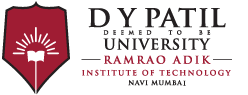 D Y PATIL
DEEMED TO BE
UNIVERSITY
RAMRAO ADIK
INSTITUTE OF TECHNOLOGY
NAVI MUMBAI